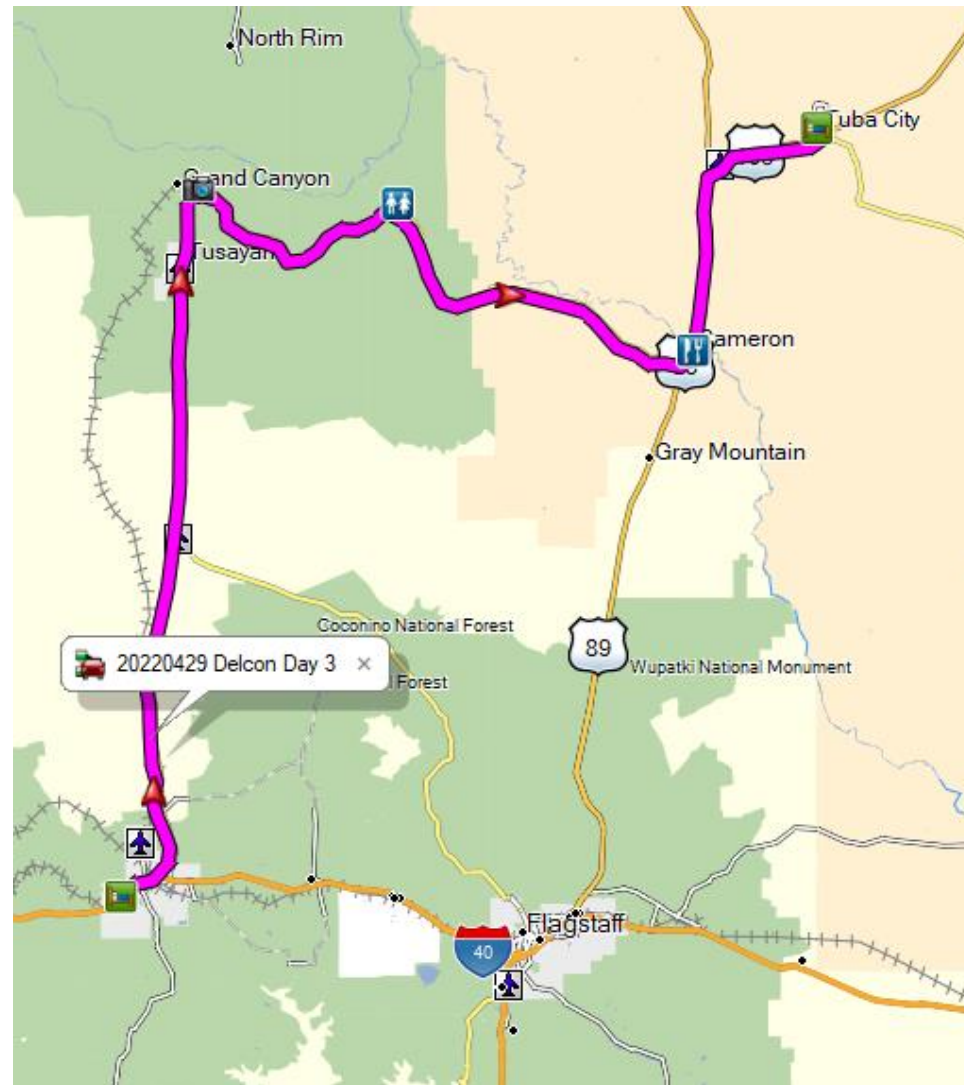 North Rim
Tuba City
Grand Canyon
Tusayan
Cameron
Gray Mountain
Coconino National Forest
89
Wupatki National Monument
20220429 Delcon Day 3 ×
Forest
Flagstaff
40